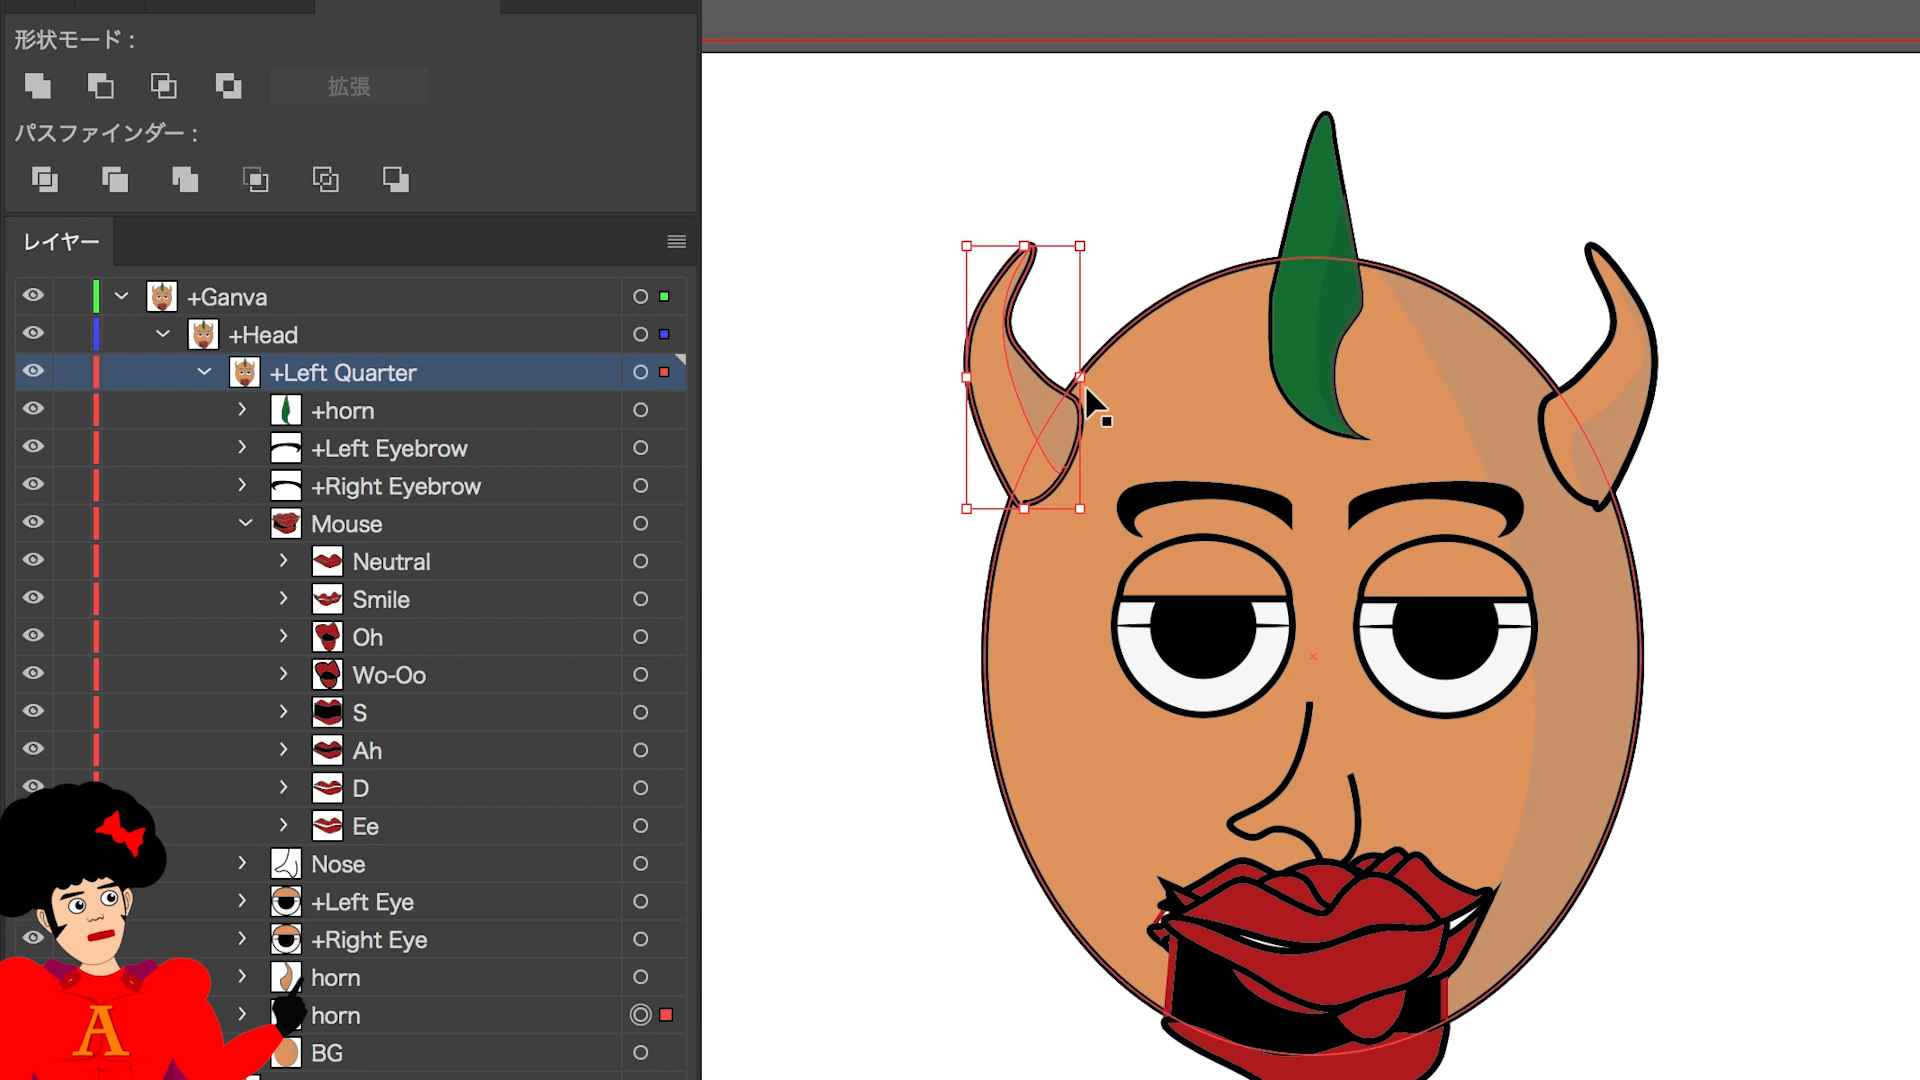 形状モード：
拡張
パスファインダー：
レイヤー
+Ganva
+Head
+Left Quarter
+horn
+Left Eyebrow
+Right Eyebrow
Mouse
Neutral
Smile
Oh
Wo-Oo
S
Ah
D
Ee
Nose
+Left Eye
+Right Eye
horn
horn
BG
A